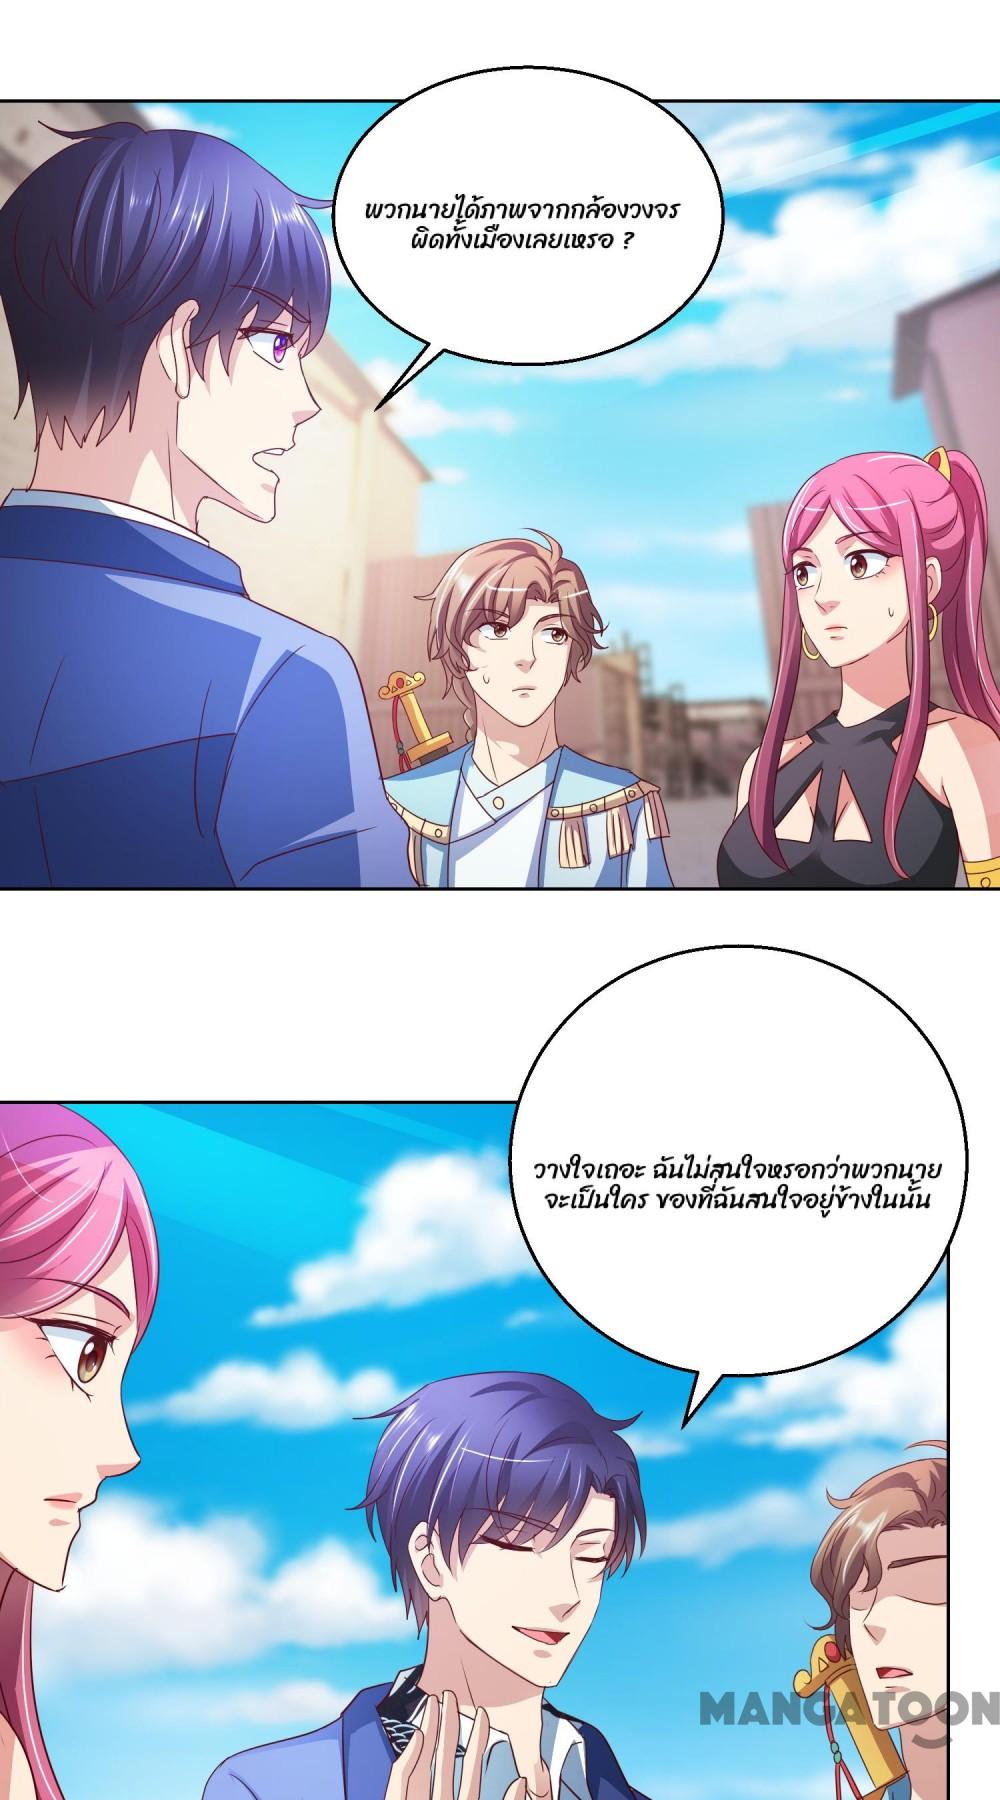 พวกนายได้ภาพจากกล้องวงจร
ผิดทั้งเมืองเลยเหรอ ?
วางใจเถอะ ฉันไม่สนใจหรอกว่าพวกนาย
จะเป็นใคร ของที่ฉันสนใจอยู่ข้างในนั้น
MANGATOON